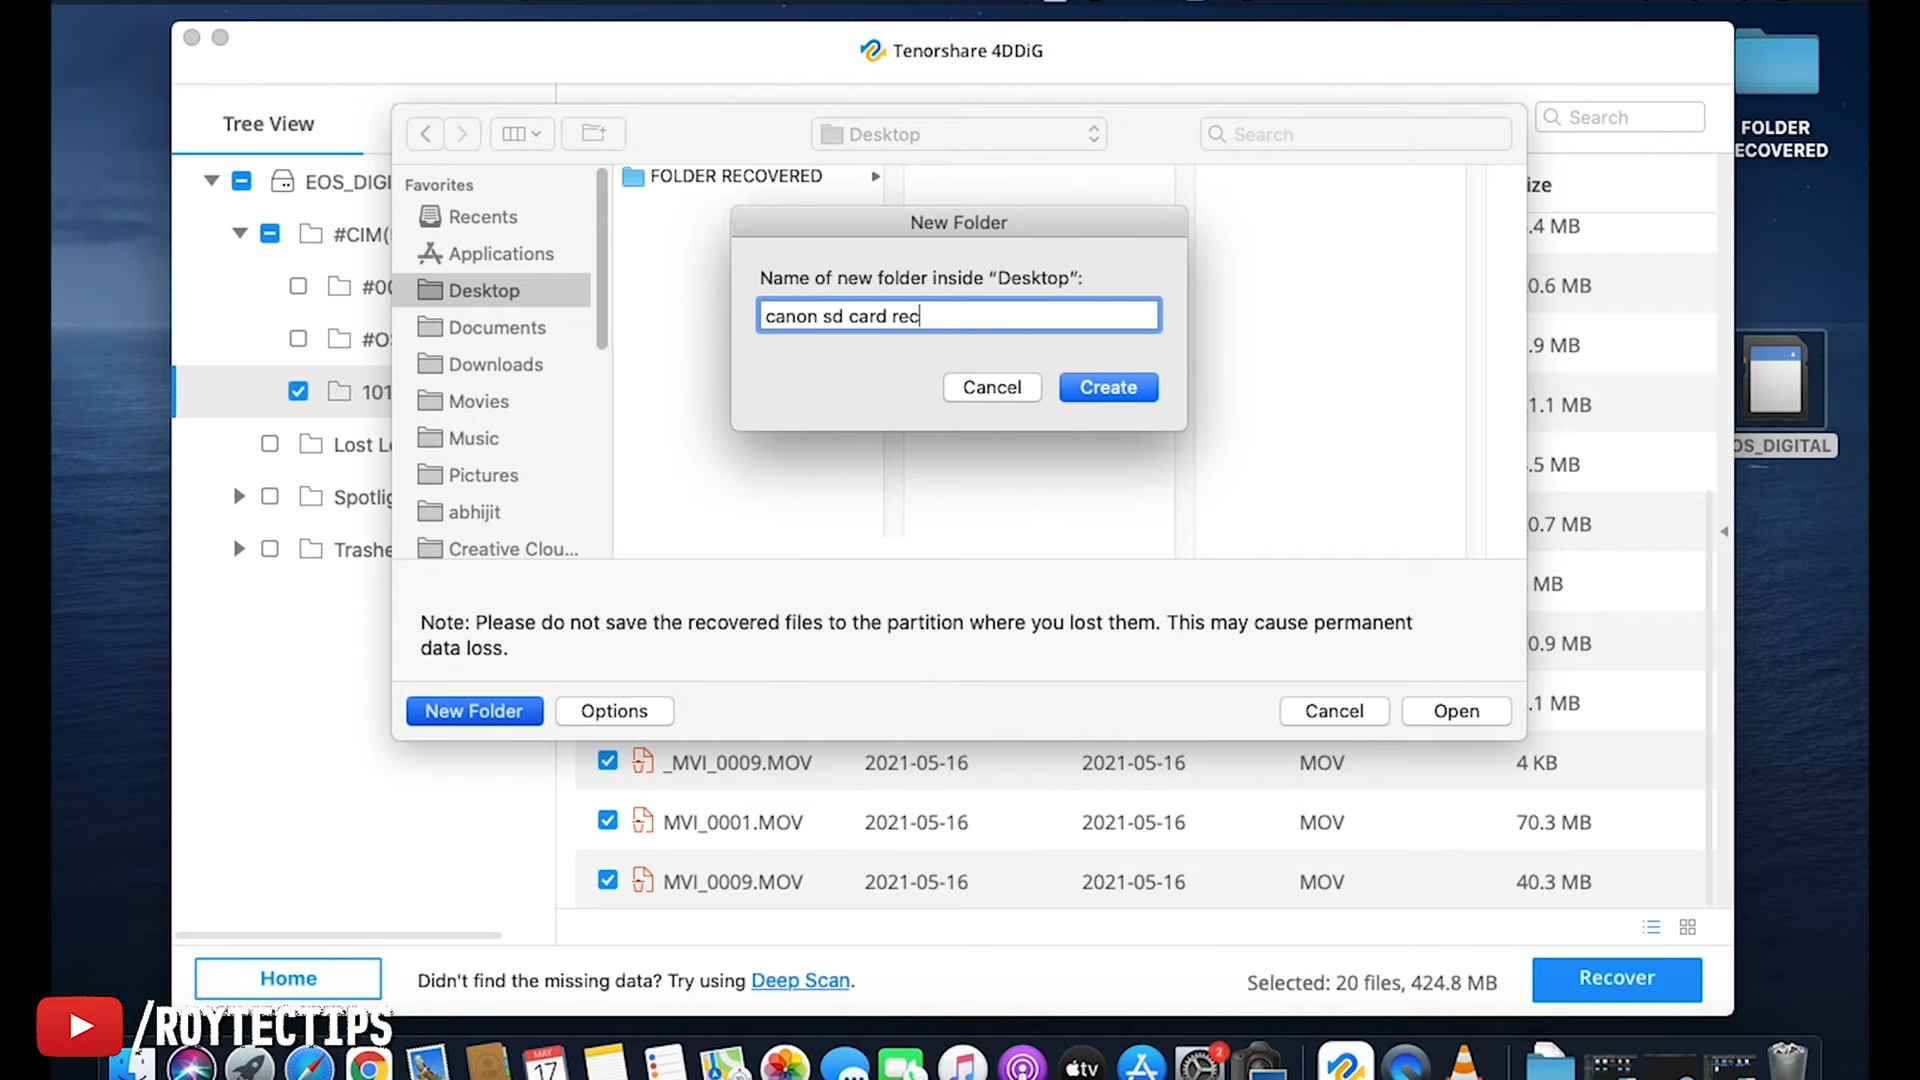 Tenorshare 4DDiG
Tree View
Desktop
Search
Search
FOLDER
ECOVERED
EOS_DIGI
#CIM(
#00
#O
101
Lost L
Spotlig
Trashe
Favorites
Recents
Applications
Desktop
Documents
Downloads
Movies
Music
Pictures
abhijit
Creative Clou...
FOLDER RECOVERED
New Folder
Name of new folder inside “Desktop”:
canon sd card rec
Cancel
Create
ize
.4 MB
0.6 MB
.9 MB
1.1 MB
.5 MB
0.7 MB
MB
0.9 MB
.1 MB
OS_DIGITAL
Note: Please do not save the recovered files to the partition where you lost them. This may cause permanent
data loss.
New Folder
Options
Cancel
Open
_MVI_0009.MOV 2021-05-16 2021-05-16 MOV 4 KB
MVI_0001.MOV 2021-05-16 2021-05-16 MOV 70.3 MB
MVI_0009.MOV 2021-05-16 2021-05-16 MOV 40.3 MB
Home
Didn't find the missing data? Try using Deep Scan.
Selected: 20 files, 424.8 MB
Recover
/ROYTECTIPS
MAY
17
tv
2